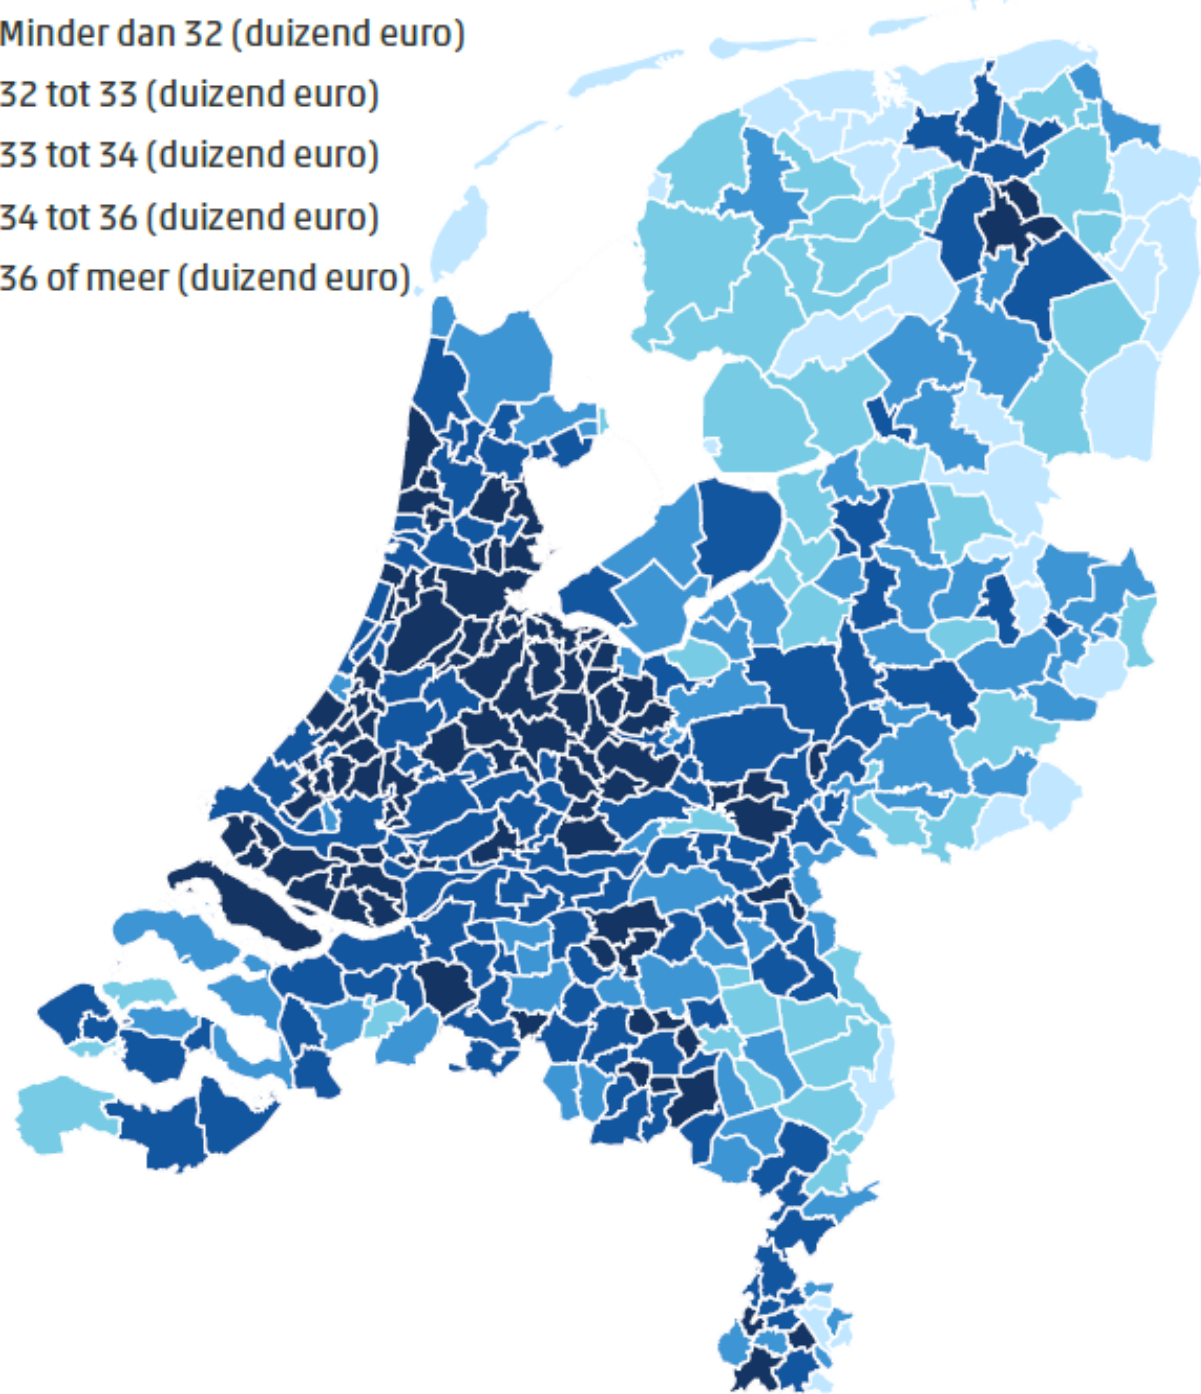 Minder dan 32 (duizend euro)
32 tot 33 (duizend euro)
33 tot 34 (duizend euro)
34 tot 36 (duizend euro)
36 of meer (duizend euro)